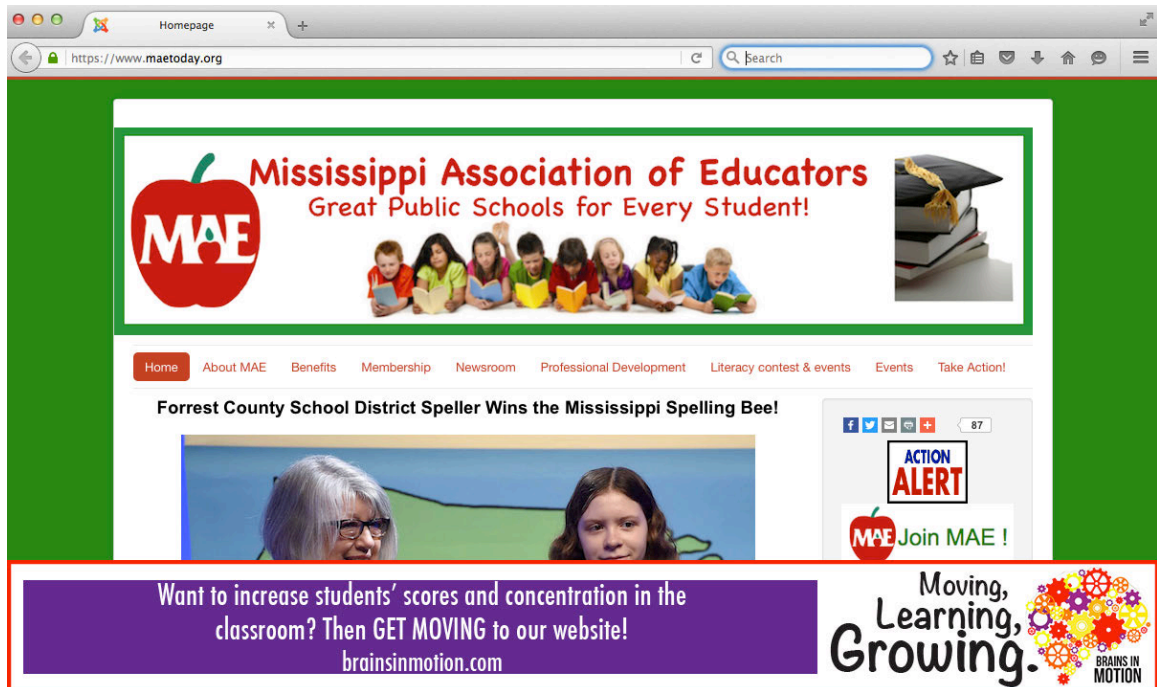 Homepage
https://www.maetoday.org
Search
Mississippi Association of Educators
Great Public Schools for Every Student!
MAE
Home About MAE Benefits Membership Newsroom Professional Development Literacy contest & events Events Take Action!
Forrest County School District Speller Wins the Mississippi Spelling Bee!
87
ACTION
ALERT
MAE Join MAE !
Want to increase students' scores and concentration in the
classroom? Then GET MOVING to our website!
brainsinmotion.com
Moving,
Learning,
Growing.
BRAINS IN
MOTION